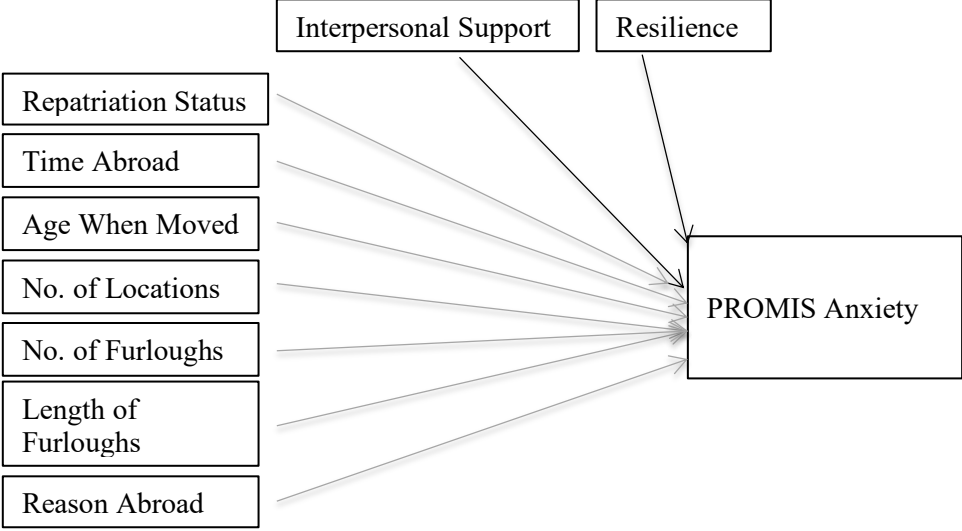 Interpersonal Support
Resilience
Repatriation Status
Time Abroad
Age When Moved
No. of Locations
No. of Furloughs
Length of
Furloughs
Reason Abroad
PROMIS Anxiety